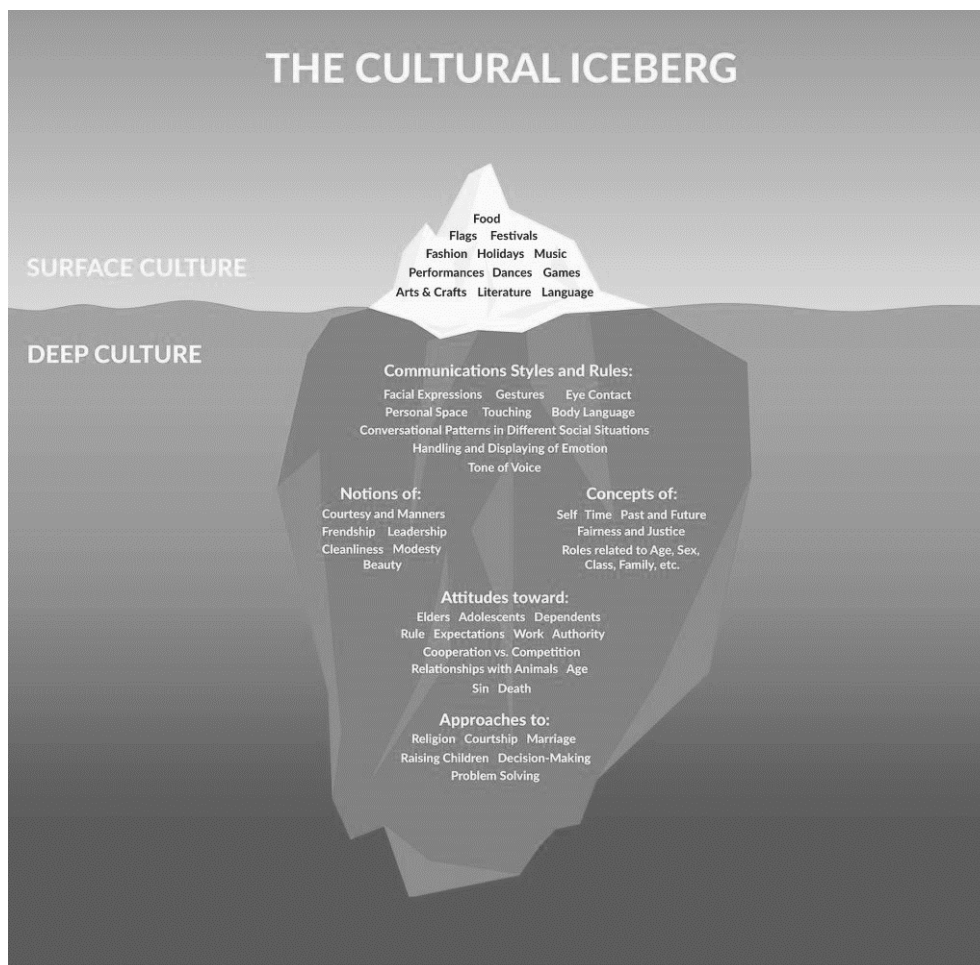 THE CULTURAL ICEBERG
Food
Flags Festivals
Fashion Holidays Music
SURFACE CULTURE
Performances Dances Games
Arts & Crafts Literature Language
DEEP CULTURE
Communications Styles and Rules:
Facial Expressions Gestures Eye Contact
Personal Space Touching Body Language
Conversational Patterns in Different Social Situations
Handling and Displaying of Emotion
Tone of Voice
Notions of:
Courtesy and Manners
Frendship Leadership
Cleanliness Modesty
Beauty
Concepts of:
Self Time Past and Future
Fairness and Justice
Roles related to Age, Sex,
Class, Family, etc.
Attitudes toward:
Elders Adolescents Dependents
Rule Expectations Work Authority
Cooperation vs. Competition
Relationships with Animals Age
Sin Death
Approaches to:
Religion Courtship Marriage
Raising Children Decision-Making
Problem Solving